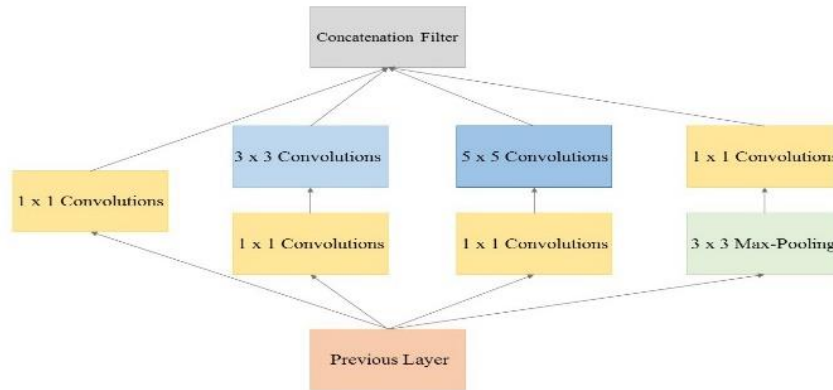 Concatenation Filter
3 x 3 Convolutions
5 x 5 Convolutions
1 x 1 Convolutions
1 x 1 Convolutions
1 x 1 Convolutions
1 x 1 Convolutions
3 x 3 Max-Pooling
Previous Layer